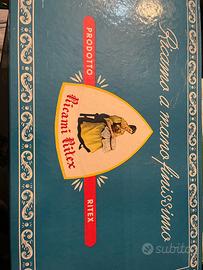 Ricamo a mano finissimo
PRODOTTO
Ricami Ritex
RITEX
subito